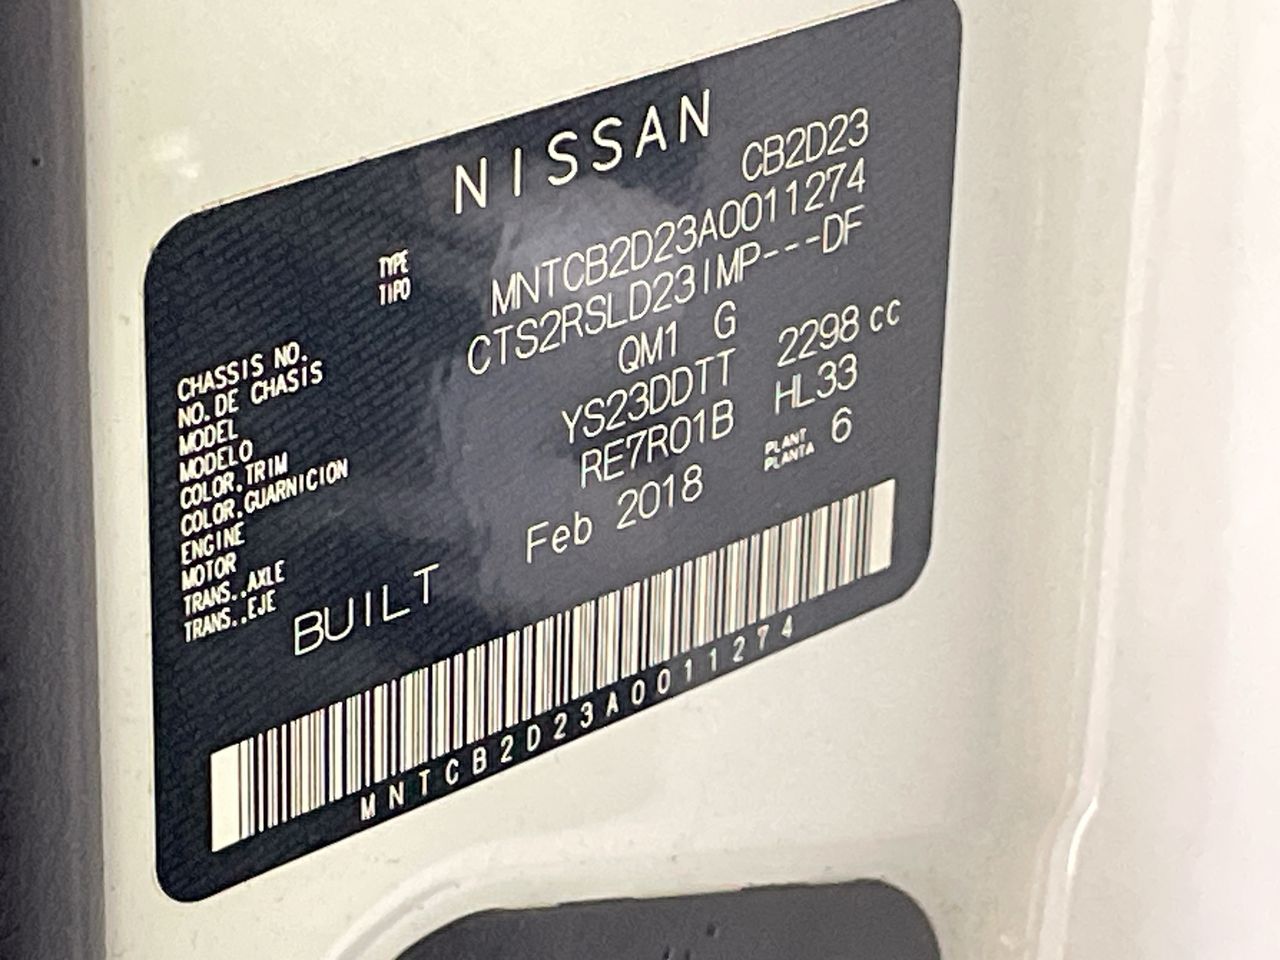 NISSAN
TYPE CB2D23
TIPO
CHASSIS NO. MNTCB2D23A0011274
NO. DE CHASIS
MODEL CTS2RSLD23IMP---DF
MODELO
COLOR.TRIM QM1 G
COLOR.GUARNICION
ENGINE YS23DDTT 2298 cc
MOTOR
TRANS..AXLE RE7R01B HL33
TRANS..EJE
PLANT 6
PLANTA
BUILT Feb 2018
MNTCB2D23A0011274